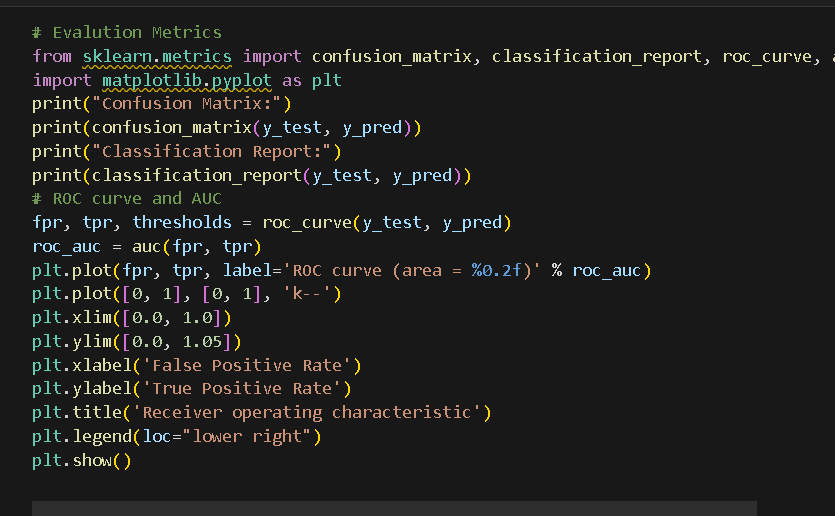 # Evalution Metrics
from sklearn.metrics import confusion_matrix, classification_report, roc_curve,
import matplotlib.pyplot as plt
print("Confusion Matrix:")
print(confusion_matrix(y_test, y_pred))
print("Classification Report:")
print(classification_report(y_test, y_pred))
# ROC curve and AUC
fpr, tpr, thresholds = roc_curve(y_test, y_pred)
roc_auc = auc(fpr, tpr)
plt.plot(fpr, tpr, label='ROC curve (area = %0.2f)' % roc_auc)
plt.plot([0, 1], [0, 1], 'k--')
plt.xlim([0.0, 1.0])
plt.ylim([0.0, 1.05])
plt.xlabel('False Positive Rate')
plt.ylabel('True Positive Rate')
plt.title('Receiver operating characteristic')
plt.legend(loc="lower right")
plt.show()